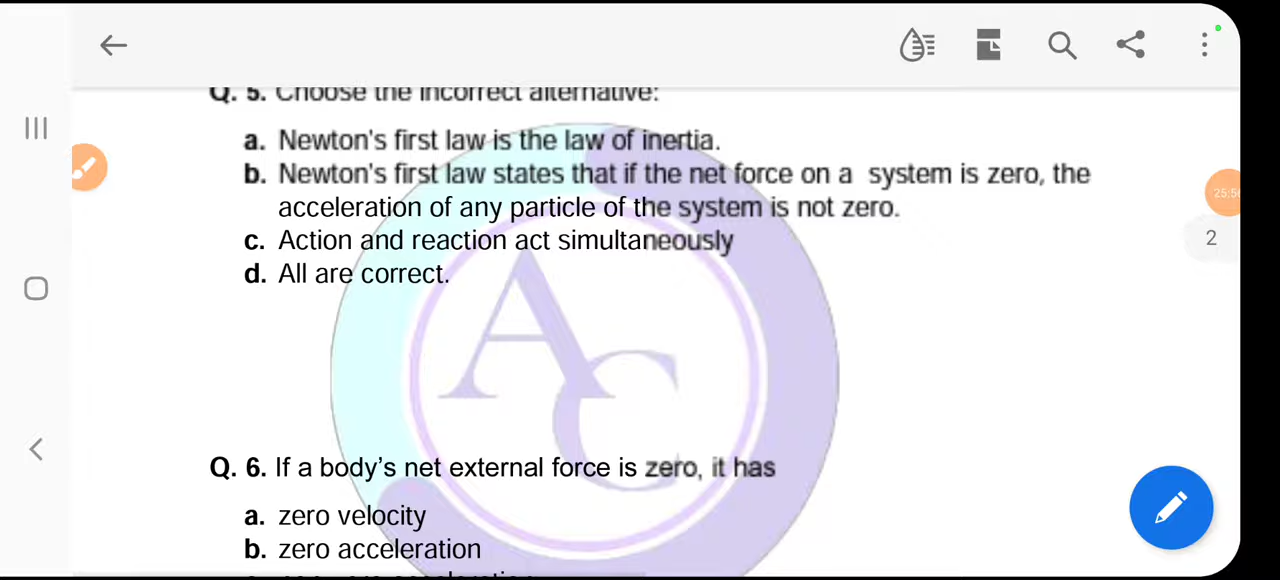 Q. 5. Choose the incorrect alternative:
a. Newton's first law is the law of inertia.
b. Newton's first law states that if the net force on a system is zero, the
acceleration of any particle of the system is not zero.
25:5
c. Action and reaction act simultaneously
2
d. All are correct.
AC
Q. 6. If a body's net external force is zero, it has
a. zero velocity
b. zero acceleration